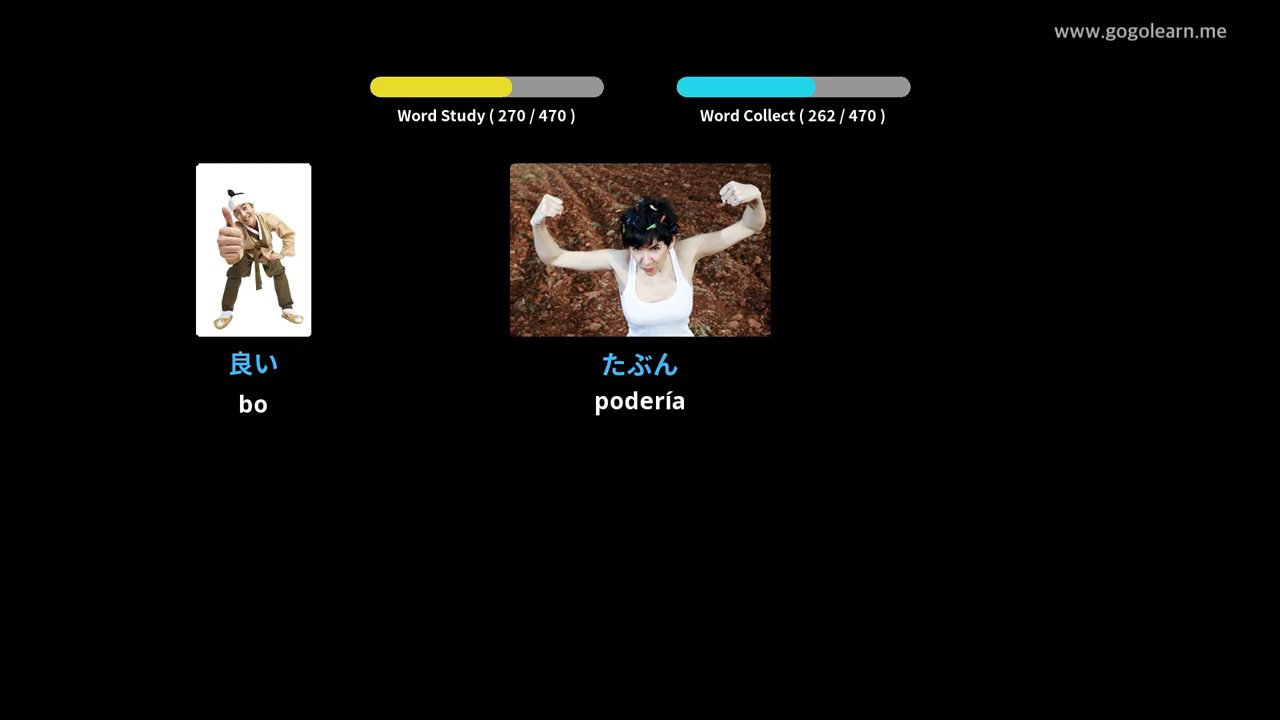 www.gogolearn.me
Word Study ( 270 / 470 )
Word Collect ( 262 / 470 )
良い
bo
たぶん
podería